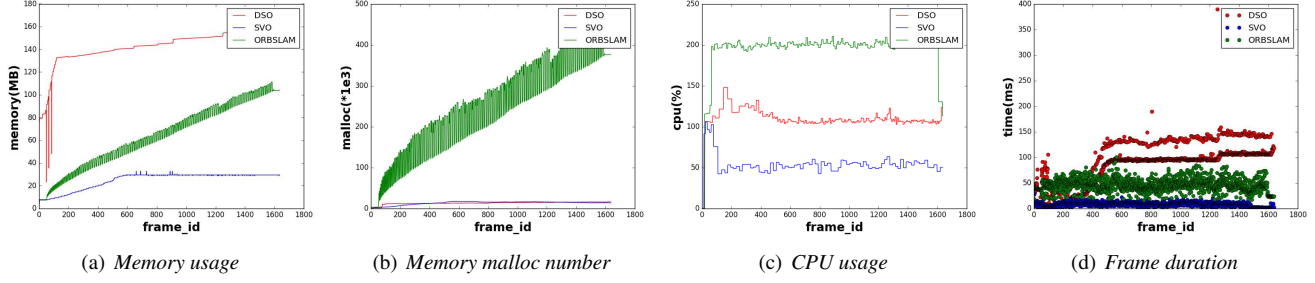 180
160
140
120
100
80
60
40
20
0
memory(MB)
0 200 400 600 800 1000 1200 1400 1600 1800
frame_id
DSO
SVO
ORBSLAM
(a) Memory usage
500
400
300
200
100
0
malloc(*1e3)
0 200 400 600 800 1000 1200 1400 1600 1800
frame_id
DSO
SVO
ORBSLAM
(b) Memory malloc number
250
200
150
100
50
0
cpu(%)
0 200 400 600 800 1000 1200 1400 1600 1800
frame_id
DSO
SVO
ORBSLAM
(c) CPU usage
400
350
300
250
200
150
100
50
0
time(ms)
0 200 400 600 800 1000 1200 1400 1600 1800
frame_id
DSO
SVO
ORBSLAM
(d) Frame duration